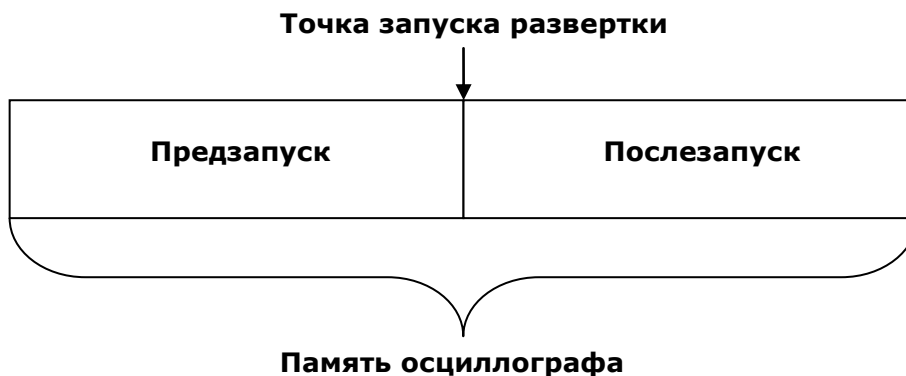 Точка запуска развертки
Предзапуск
Послезапуск
Память осциллографа